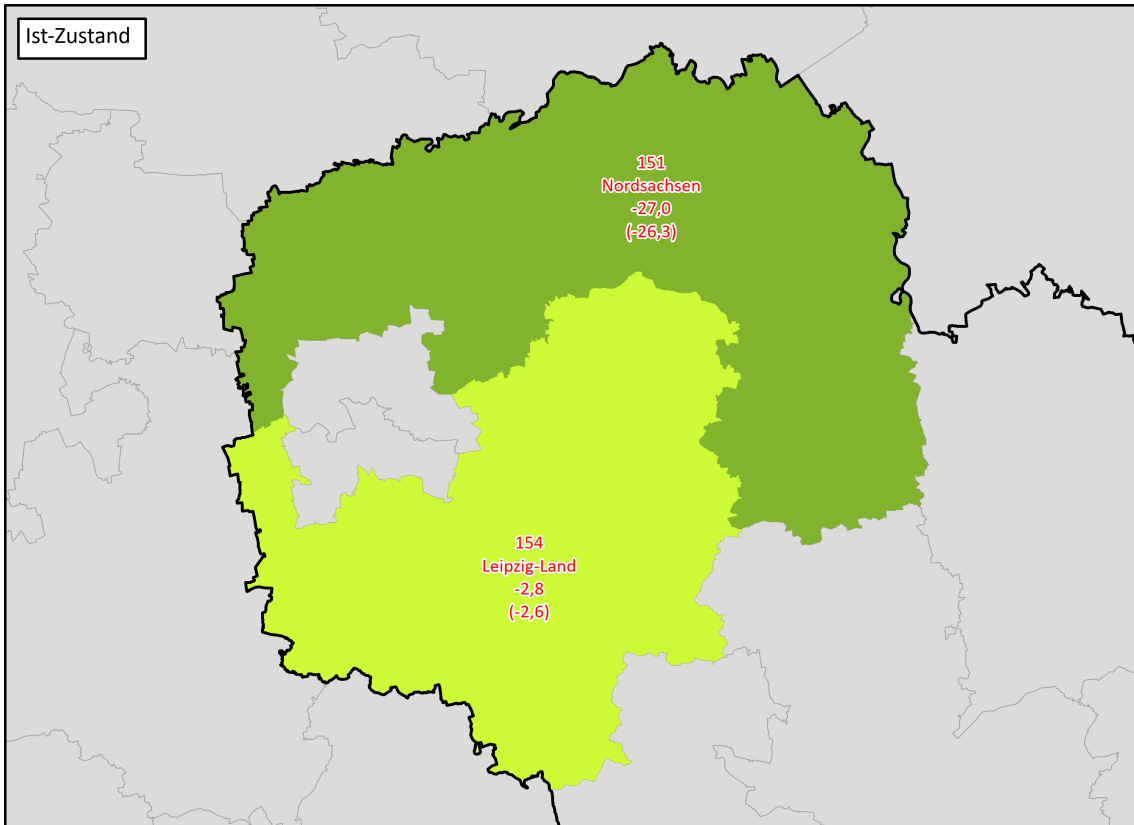 Ist-Zustand
151
Nordsachsen
-27,0
(-26,3)
154
Leipzig-Land
-2,8
(-2,6)